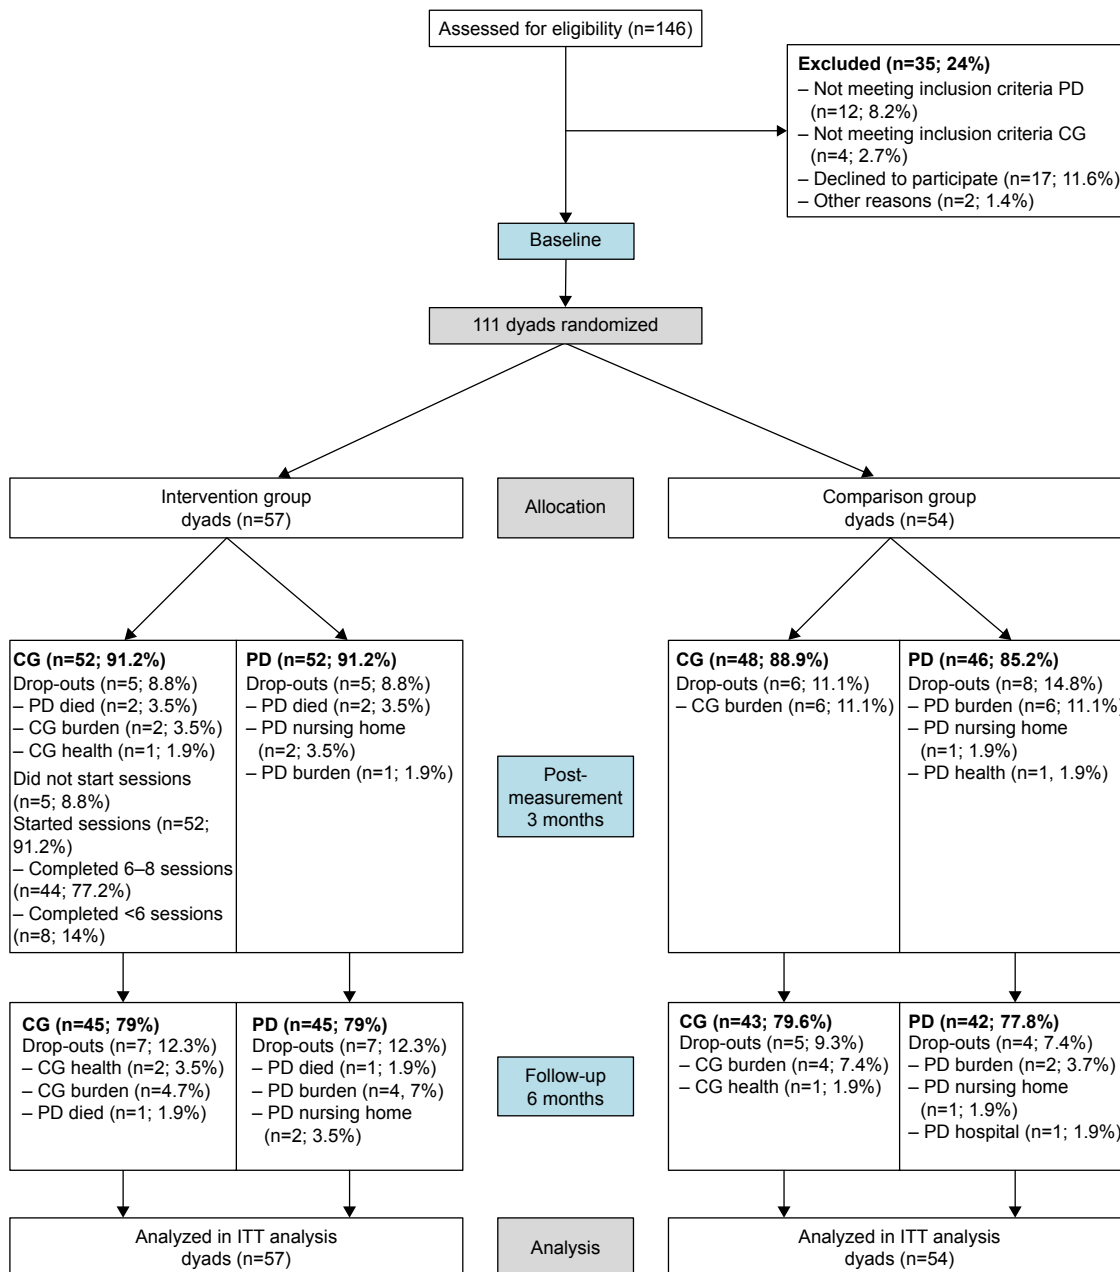 Assessed for eligibility (n=146)
Excluded (n=35; 24%)
– Not meeting inclusion criteria PD
(n=12; 8.2%)
– Not meeting inclusion criteria CG
(n=4; 2.7%)
– Declined to participate (n=17; 11.6%)
– Other reasons (n=2; 1.4%)
Baseline
111 dyads randomized
Intervention group
dyads (n=57)
Allocation
Comparison group
dyads (n=54)
CG (n=52; 91.2%)
Drop-outs (n=5; 8.8%)
– PD died (n=2; 3.5%)
– CG burden (n=2; 3.5%)
– CG health (n=1; 1.9%)
Did not start sessions
(n=5; 8.8%)
Started sessions (n=52;
91.2%)
– Completed 6–8 sessions
(n=44; 77.2%)
– Completed <6 sessions
(n=8; 14%)
PD (n=52; 91.2%)
Drop-outs (n=5; 8.8%)
– PD died (n=2; 3.5%)
– PD nursing home
(n=2; 3.5%)
– PD burden (n=1; 1.9%)
Post-
measurement
3 months
CG (n=48; 88.9%)
Drop-outs (n=6; 11.1%)
– CG burden (n=6; 11.1%)
PD (n=46; 85.2%)
Drop-outs (n=8; 14.8%)
– PD burden (n=6; 11.1%)
– PD nursing home
(n=1; 1.9%)
– PD health (n=1, 1.9%)
CG (n=45; 79%)
Drop-outs (n=7; 12.3%)
– CG health (n=2; 3.5%)
– CG burden (n=4.7%)
– PD died (n=1; 1.9%)
PD (n=45; 79%)
Drop-outs (n=7; 12.3%)
– PD died (n=1; 1.9%)
– PD burden (n=4, 7%)
– PD nursing home
(n=2; 3.5%)
Follow-up
6 months
CG (n=43; 79.6%)
Drop-outs (n=5; 9.3%)
– CG burden (n=4; 7.4%)
– CG health (n=1; 1.9%)
PD (n=42; 77.8%)
Drop-outs (n=4; 7.4%)
– PD burden (n=2; 3.7%)
– PD nursing home
(n=1; 1.9%)
– PD hospital (n=1; 1.9%)
Analyzed in ITT analysis
dyads (n=57)
Analysis
Analyzed in ITT analysis
dyads (n=54)